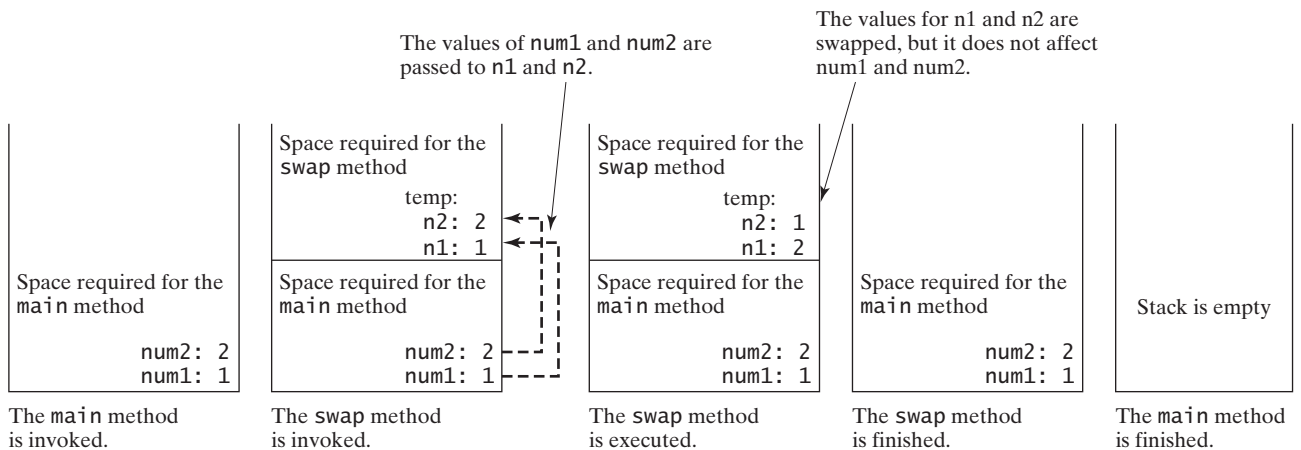 The values of num1 and num2 are
passed to n1 and n2.
The values for n1 and n2 are
swapped, but it does not affect
num1 and num2.
Space required for the
main method
num2: 2
num1: 1
The main method
is invoked.
Space required for the
swap method
temp:
n2: 2
n1: 1
Space required for the
main method
num2: 2
num1: 1
The swap method
is invoked.
Space required for the
swap method
temp:
n2: 1
n1: 2
Space required for the
main method
num2: 2
num1: 1
The swap method
is executed.
Space required for the
main method
num2: 2
num1: 1
The swap method
is finished.
Stack is empty
The main method
is finished.